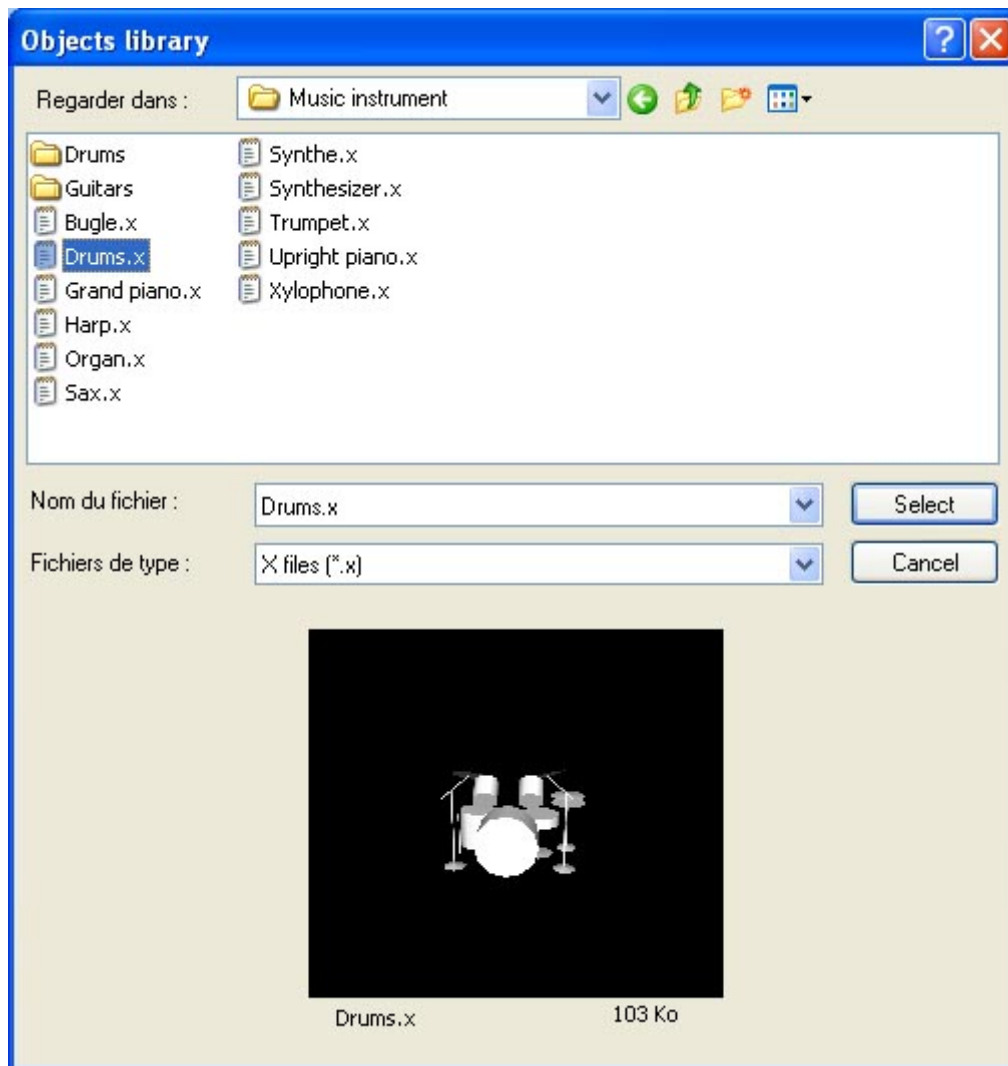 Objects library
Regarder dans :
Music instrument
Drums
Guitars
Bugle.x
Drums.x
Grand piano.x
Harp.x
Organ.x
Sax.x
Synthe.x
Synthesizer.x
Trumpet.x
Upright piano.x
Xylophone.x
Nom du fichier :
Drums.x
Select
Fichiers de type :
X files (*.x)
Cancel
Drums.x
103 Ko